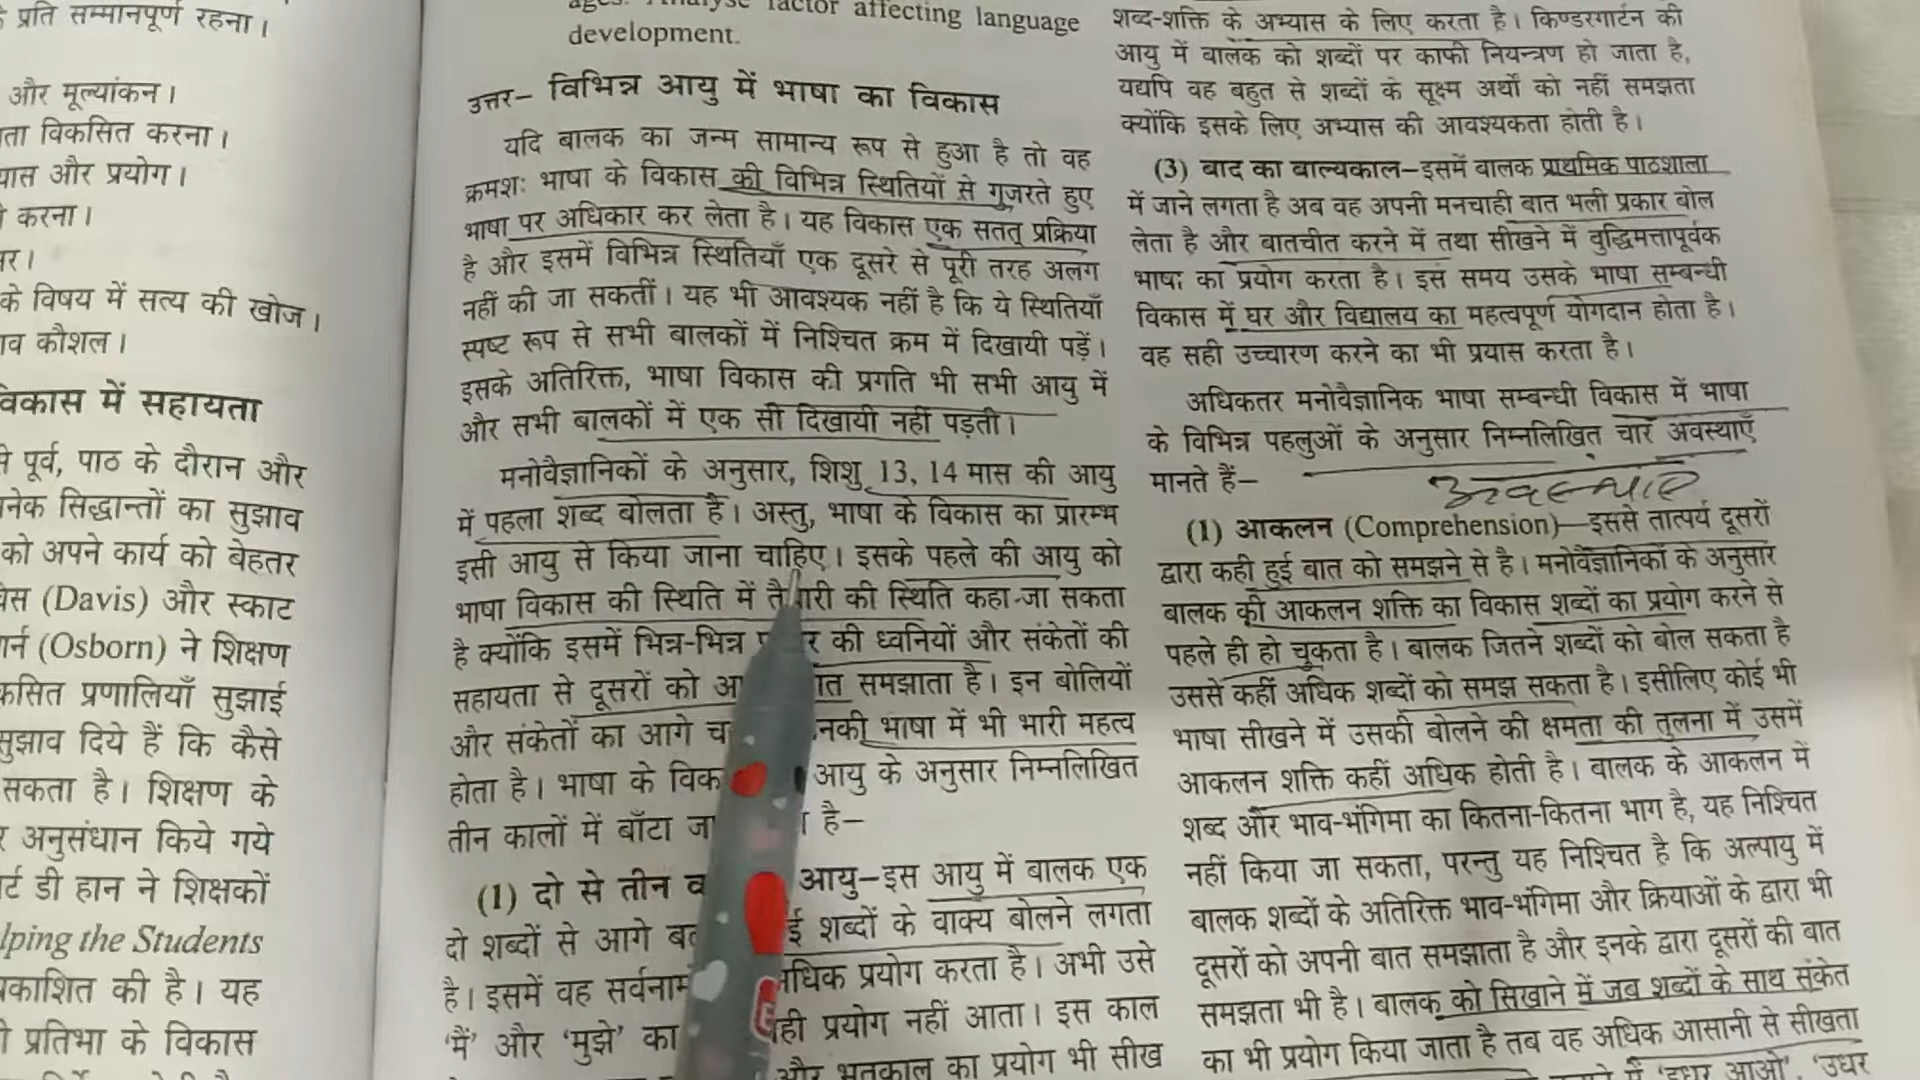 के प्रति सम्मानपूर्ण रहना।
और मूल्यांकन।
विकसित करना।
और प्रयोग।
करना।
के विषय में सत्य की खोज।
कौशल।
विकास में सहायता
पूर्व, पाठ के दौरान और
सिद्धान्तों का सुझाव
को अपने कार्य को बेहतर
(Davis) और स्काट
(Osborn) ने शिक्षण
प्रणालियाँ सुझाई
सुझाव दिये हैं कि कैसे
सकता है। शिक्षण के
अनुसंधान किये गये
डी हान ने शिक्षकों
the Students
की है। यह
प्रतिभा के विकास
ages. Analyse factor affecting language
development.
उत्तर– विभिन्न आयु में भाषा का विकास
यदि बालक का जन्म सामान्य रूप से हुआ है तो वह
क्रमशः भाषा के विकास की विभिन्न स्थितियों से गुजरते हुए
भाषा पर अधिकार कर लेता है। यह विकास एक सतत् प्रक्रिया
है और इसमें विभिन्न स्थितियाँ एक दूसरे से पूरी तरह अलग
नहीं की जा सकतीं। यह भी आवश्यक नहीं है कि ये स्थितियाँ
स्पष्ट रूप से सभी बालकों में निश्चित क्रम में दिखायी पड़ें।
इसके अतिरिक्त, भाषा विकास की प्रगति भी सभी आयु में
और सभी बालकों में एक सी दिखायी नहीं पड़ती।
मनोवैज्ञानिकों के अनुसार, शिशु 13, 14 मास की आयु
में पहला शब्द बोलता है। अस्तु, भाषा के विकास का प्रारम्भ
इसी आयु से किया जाना चाहिए। इसके पहले की आयु को
भाषा विकास की स्थिति में की स्थिति कहा जा सकता
है क्योंकि इसमें भिन्न-भिन्न की ध्वनियों और संकेतों की
सहायता से दूसरों को समझाता है। इन बोलियों
और संकेतों का आगे भाषा में भी भारी महत्व
होता है। भाषा के आयु के अनुसार निम्नलिखित
तीन कालों में बाँटा है–
(1) दो से तीन आयु–इस आयु में बालक एक
दो शब्दों से आगे शब्दों के वाक्य बोलने लगता
है। इसमें वह प्रयोग करता है। अभी उसे
‘मैं’ और ‘मुझे’ का प्रयोग नहीं आता। इस काल
और भूतकाल का प्रयोग भी सीख
शब्द-शक्ति के अभ्यास के लिए करता है। किण्डरगार्टन की
आयु में बालक को शब्दों पर काफी नियन्त्रण हो जाता है,
यद्यपि वह बहुत से शब्दों के सूक्ष्म अर्थों को नहीं समझता
क्योंकि इसके लिए अभ्यास की आवश्यकता होती है।
(3) बाद का बाल्यकाल–इसमें बालक प्राथमिक पाठशाला
में जाने लगता है अब वह अपनी मनचाही बात भली प्रकार बोल
लेता है और बातचीत करने में तथा सीखने में बुद्धिमत्तापूर्वक
भाषा का प्रयोग करता है। इस समय उसके भाषा सम्बन्धी
विकास में घर और विद्यालय का महत्वपूर्ण योगदान होता है।
वह सही उच्चारण करने का भी प्रयास करता है।
अधिकतर मनोवैज्ञानिक भाषा सम्बन्धी विकास में भाषा
के विभिन्न पहलुओं के अनुसार निम्नलिखित चार अवस्थाएँ
मानते हैं–
(1) आकलन (Comprehension)—इससे तात्पर्य दूसरों
द्वारा कही हुई बात को समझने से है। मनोवैज्ञानिकों के अनुसार
बालक की आकलन शक्ति का विकास शब्दों का प्रयोग करने से
पहले ही हो चुकता है। बालक जितने शब्दों को बोल सकता है
उससे कहीं अधिक शब्दों को समझ सकता है। इसीलिए कोई भी
भाषा सीखने में उसकी बोलने की क्षमता की तुलना में उसमें
आकलन शक्ति कहीं अधिक होती है। बालक के आकलन में
शब्द और भाव-भंगिमा का कितना-कितना भाग है, यह निश्चित
नहीं किया जा सकता, परन्तु यह निश्चित है कि अल्पायु में
बालक शब्दों के अतिरिक्त भाव-भंगिमा और क्रियाओं के द्वारा भी
दूसरों को अपनी बात समझाता है और इनके द्वारा दूसरों की बात
समझता भी है। बालक को सिखाने में जब शब्दों के साथ संकेत
का भी प्रयोग किया जाता है तब वह अधिक आसानी से सीखता
‘इधर आओ’, ‘उधर